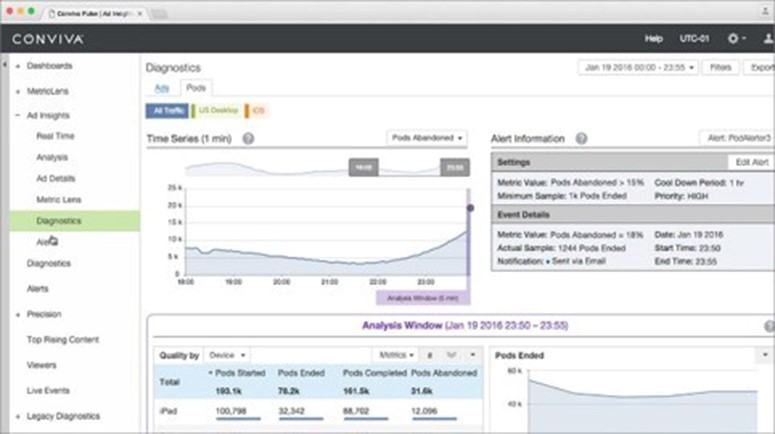 Conviva Pulse | Ad Insights
CONVIVA
Help
UTC-01
Dashboards
MetricLens
Ad Insights
Real Time
Analysis
Ad Details
Metric Lens
Diagnostics
Alerts
Diagnostics
Alerts
Precision
Top Rising Content
Viewers
Live Events
Legacy Diagnostics
Diagnostics
Jan 19 2016 00:00 - 23:55
Filters
Export
Ads
Pods
All Traffic
US Desktop
iOS
Time Series (1 min)
Pods Abandoned
23:55
25 k
20 k
15 k
10 k
5 k
0
18:00
19:00
20:00
21:00
22:00
23:00
Analysis Window (5 min)
Alert Information
Alert: PodAlerter3
Settings
Edit Alert
Metric Value: Pods Abandoned > 15%
Cool Down Period: 1 hr
Minimum Sample: 1k Pods Ended
Priority: HIGH
Event Details
Metric Value: Pods Abandoned = 18%
Date: Jan 19 2016
Actual Sample: 1244 Pods Ended
Start Time: 23:50
Notification: • Sent via Email
End Time: 23:55
Analysis Window (Jan 19 2016 23:50 – 23:55)
Quality by
Device
Metrics
Pods Started
Pods Ended
Pods Completed
Pods Abandoned
Total
193.1k
76.2k
161.5k
31.6k
iPad
100,798
32,342
88,702
12,096
Pods Ended
60 k
40 k